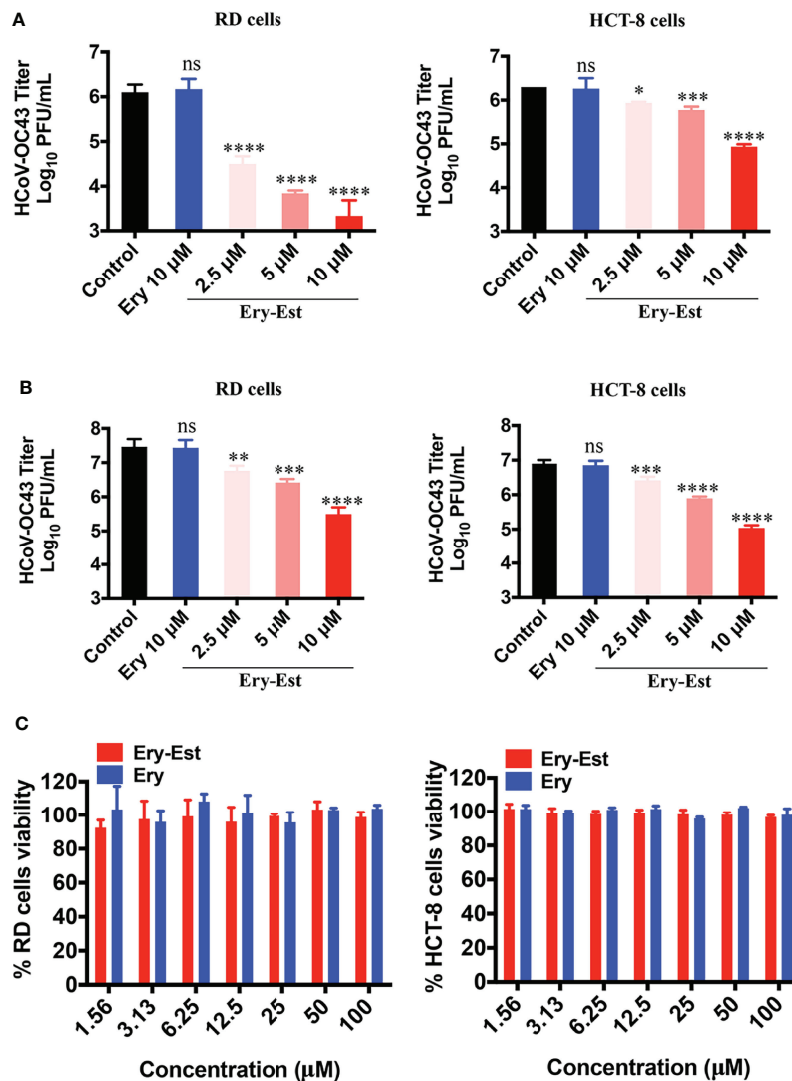 A
RD cells
HCoV-OC43 Titer
Log10 PFU/mL
7
6
5
4
3
ns
****
****
****
Control
Ery 10 μM
2.5 μM
5 μM
10 μM
Ery-Est
HCT-8 cells
HCoV-OC43 Titer
Log10 PFU/mL
7
6
5
4
3
ns
*
***
****
Control
Ery 10 μM
2.5 μM
5 μM
10 μM
Ery-Est
B
RD cells
HCoV-OC43 Titer
Log10 PFU/mL
8
7
6
5
4
3
ns
**
***
****
Control
Ery 10 μM
2.5 μM
5 μM
10 μM
Ery-Est
HCT-8 cells
HCoV-OC43 Titer
Log10 PFU/mL
8
7
6
5
4
3
ns
***
****
****
Control
Ery 10 μM
2.5 μM
5 μM
10 μM
Ery-Est
C
Ery-Est
Ery
% RD cells viability
120
100
80
60
40
20
0
1.56
3.13
6.25
12.5
25
50
100
Concentration (μM)
Ery-Est
Ery
% HCT-8 cells viability
120
100
80
60
40
20
0
1.56
3.13
6.25
12.5
25
50
100
Concentration (μM)